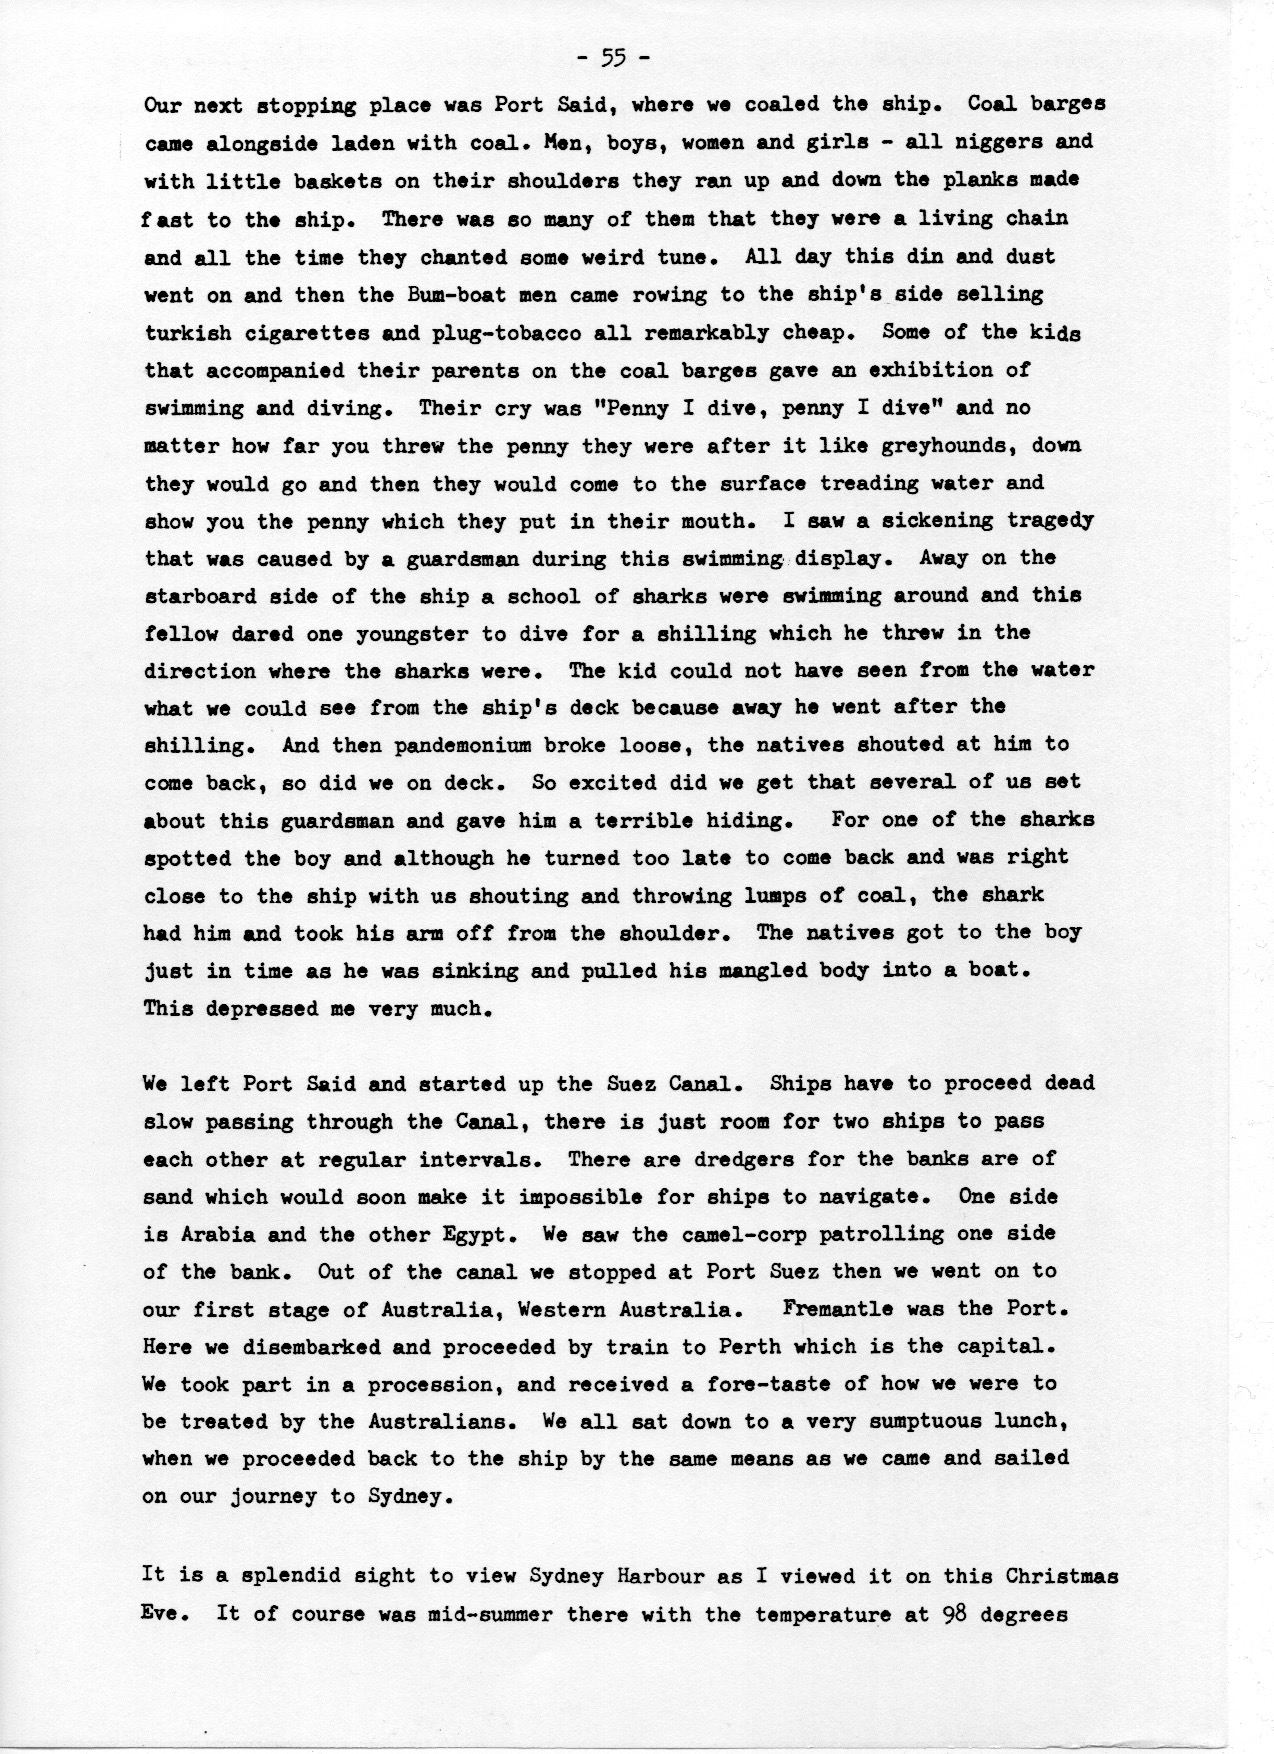 - 55 -
Our next stopping place was Port Said, where we coaled the ship. Coal barges
came alongside laden with coal. Men, boys, women and girls - all niggers and
with little baskets on their shoulders they ran up and down the planks made
fast to the ship. There was so many of them that they were a living chain
and all the time they chanted some weird tune. All day this din and dust
went on and then the Bum-boat men came rowing to the ship's side selling
turkish cigarettes and plug-tobacco all remarkably cheap. Some of the kids
that accompanied their parents on the coal barges gave an exhibition of
swimming and diving. Their cry was "Penny I dive, penny I dive" and no
matter how far you threw the penny they were after it like greyhounds, down
they would go and then they would come to the surface treading water and
show you the penny which they put in their mouth. I saw a sickening tragedy
that was caused by a guardsman during this swimming display. Away on the
starboard side of the ship a school of sharks were swimming around and this
fellow dared one youngster to dive for a shilling which he threw in the
direction where the sharks were. The kid could not have seen from the water
what we could see from the ship's deck because away he went after the
shilling. And then pandemonium broke loose, the natives shouted at him to
come back, so did we on deck. So excited did we get that several of us set
about this guardsman and gave him a terrible hiding. For one of the sharks
spotted the boy and although he turned too late to come back and was right
close to the ship with us shouting and throwing lumps of coal, the shark
had him and took his arm off from the shoulder. The natives got to the boy
just in time as he was sinking and pulled his mangled body into a boat.
This depressed me very much.

We left Port Said and started up the Suez Canal. Ships have to proceed dead
slow passing through the Canal, there is just room for two ships to pass
each other at regular intervals. There are dredgers for the banks are of
sand which would soon make it impossible for ships to navigate. One side
is Arabia and the other Egypt. We saw the camel-corp patrolling one side
of the bank. Out of the canal we stopped at Port Suez then we went on to
our first stage of Australia, Western Australia. Fremantle was the Port.
Here we disembarked and proceeded by train to Perth which is the capital.
We took part in a procession, and received a fore-taste of how we were to
be treated by the Australians. We all sat down to a very sumptuous lunch,
when we proceeded back to the ship by the same means as we came and sailed
on our journey to Sydney.

It is a splendid sight to view Sydney Harbour as I viewed it on this Christmas
Eve. It of course was mid-summer there with the temperature at 98 degrees